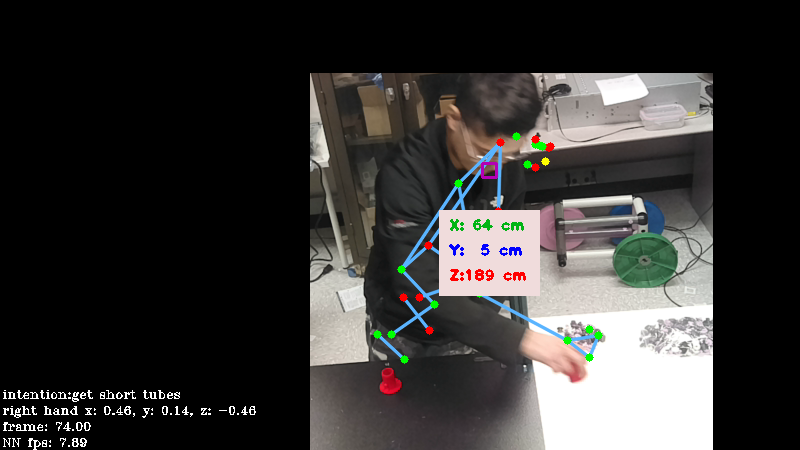 X: 64 cm
Y: 5 cm
Z:189 cm
intention:get short tubes
right hand x: 0.46, y: 0.14, z: -0.46
frame: 74.00
NN fps: 7.89